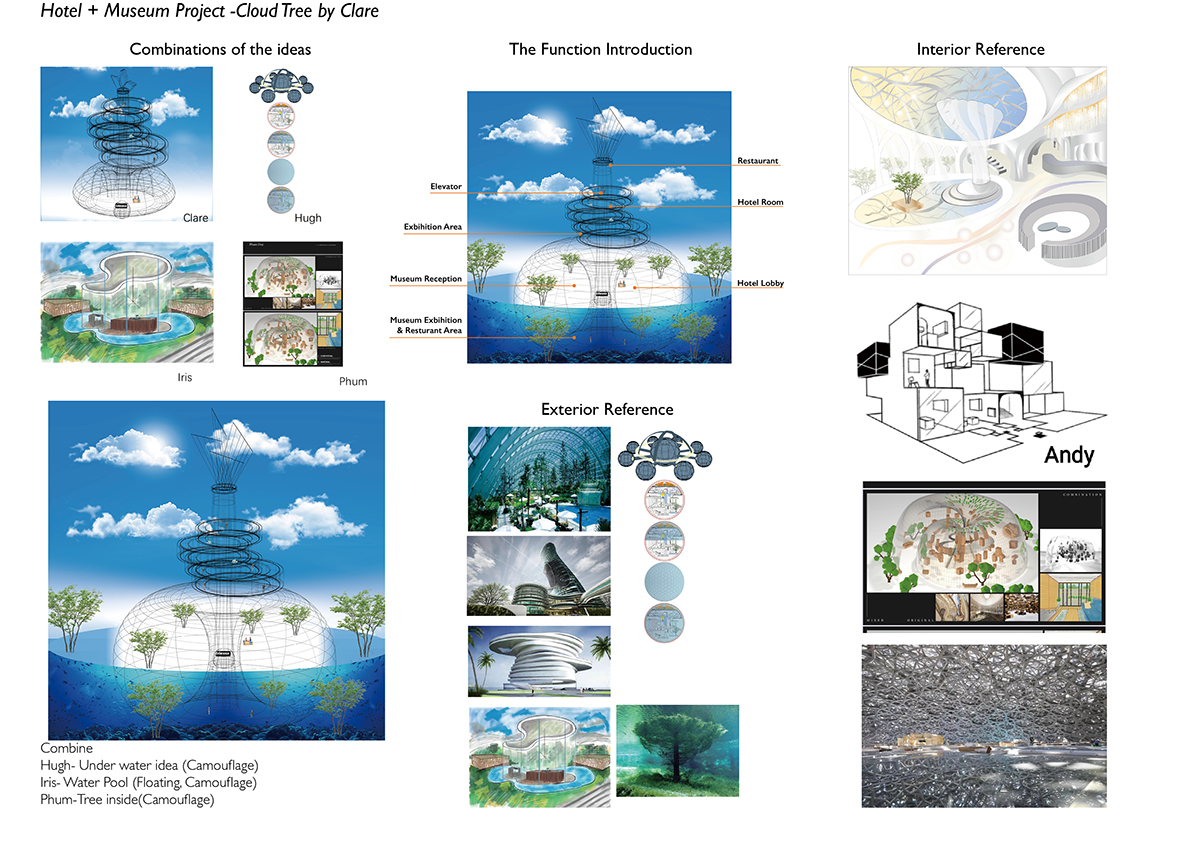 Hotel + Museum Project -Cloud Tree by Clare
Combinations of the ideas
Clare
Hugh
Iris
Phum
Combine
Hugh- Under water idea (Camouflage)
Iris- Water Pool (Floating, Camouflage)
Phum-Tree inside(Camouflage)
The Function Introduction
Restaurant
Elevator
Hotel Room
Exbihition Area
Museum Reception
Hotel Lobby
Museum Exbihition
& Resturant Area
Exterior Reference
Interior Reference
Andy
COMBINATION
MIXED ORIGINAL